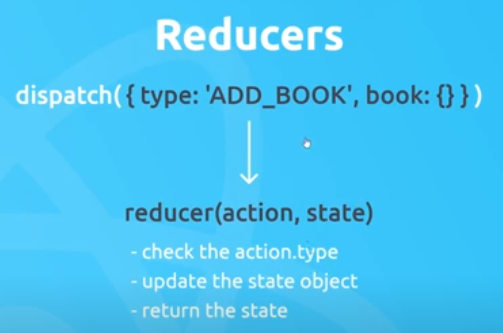 Reducers
dispatch( { type: 'ADD_BOOK', book: {} } )
reducer(action, state)
- check the action.type
- update the state object
- return the state